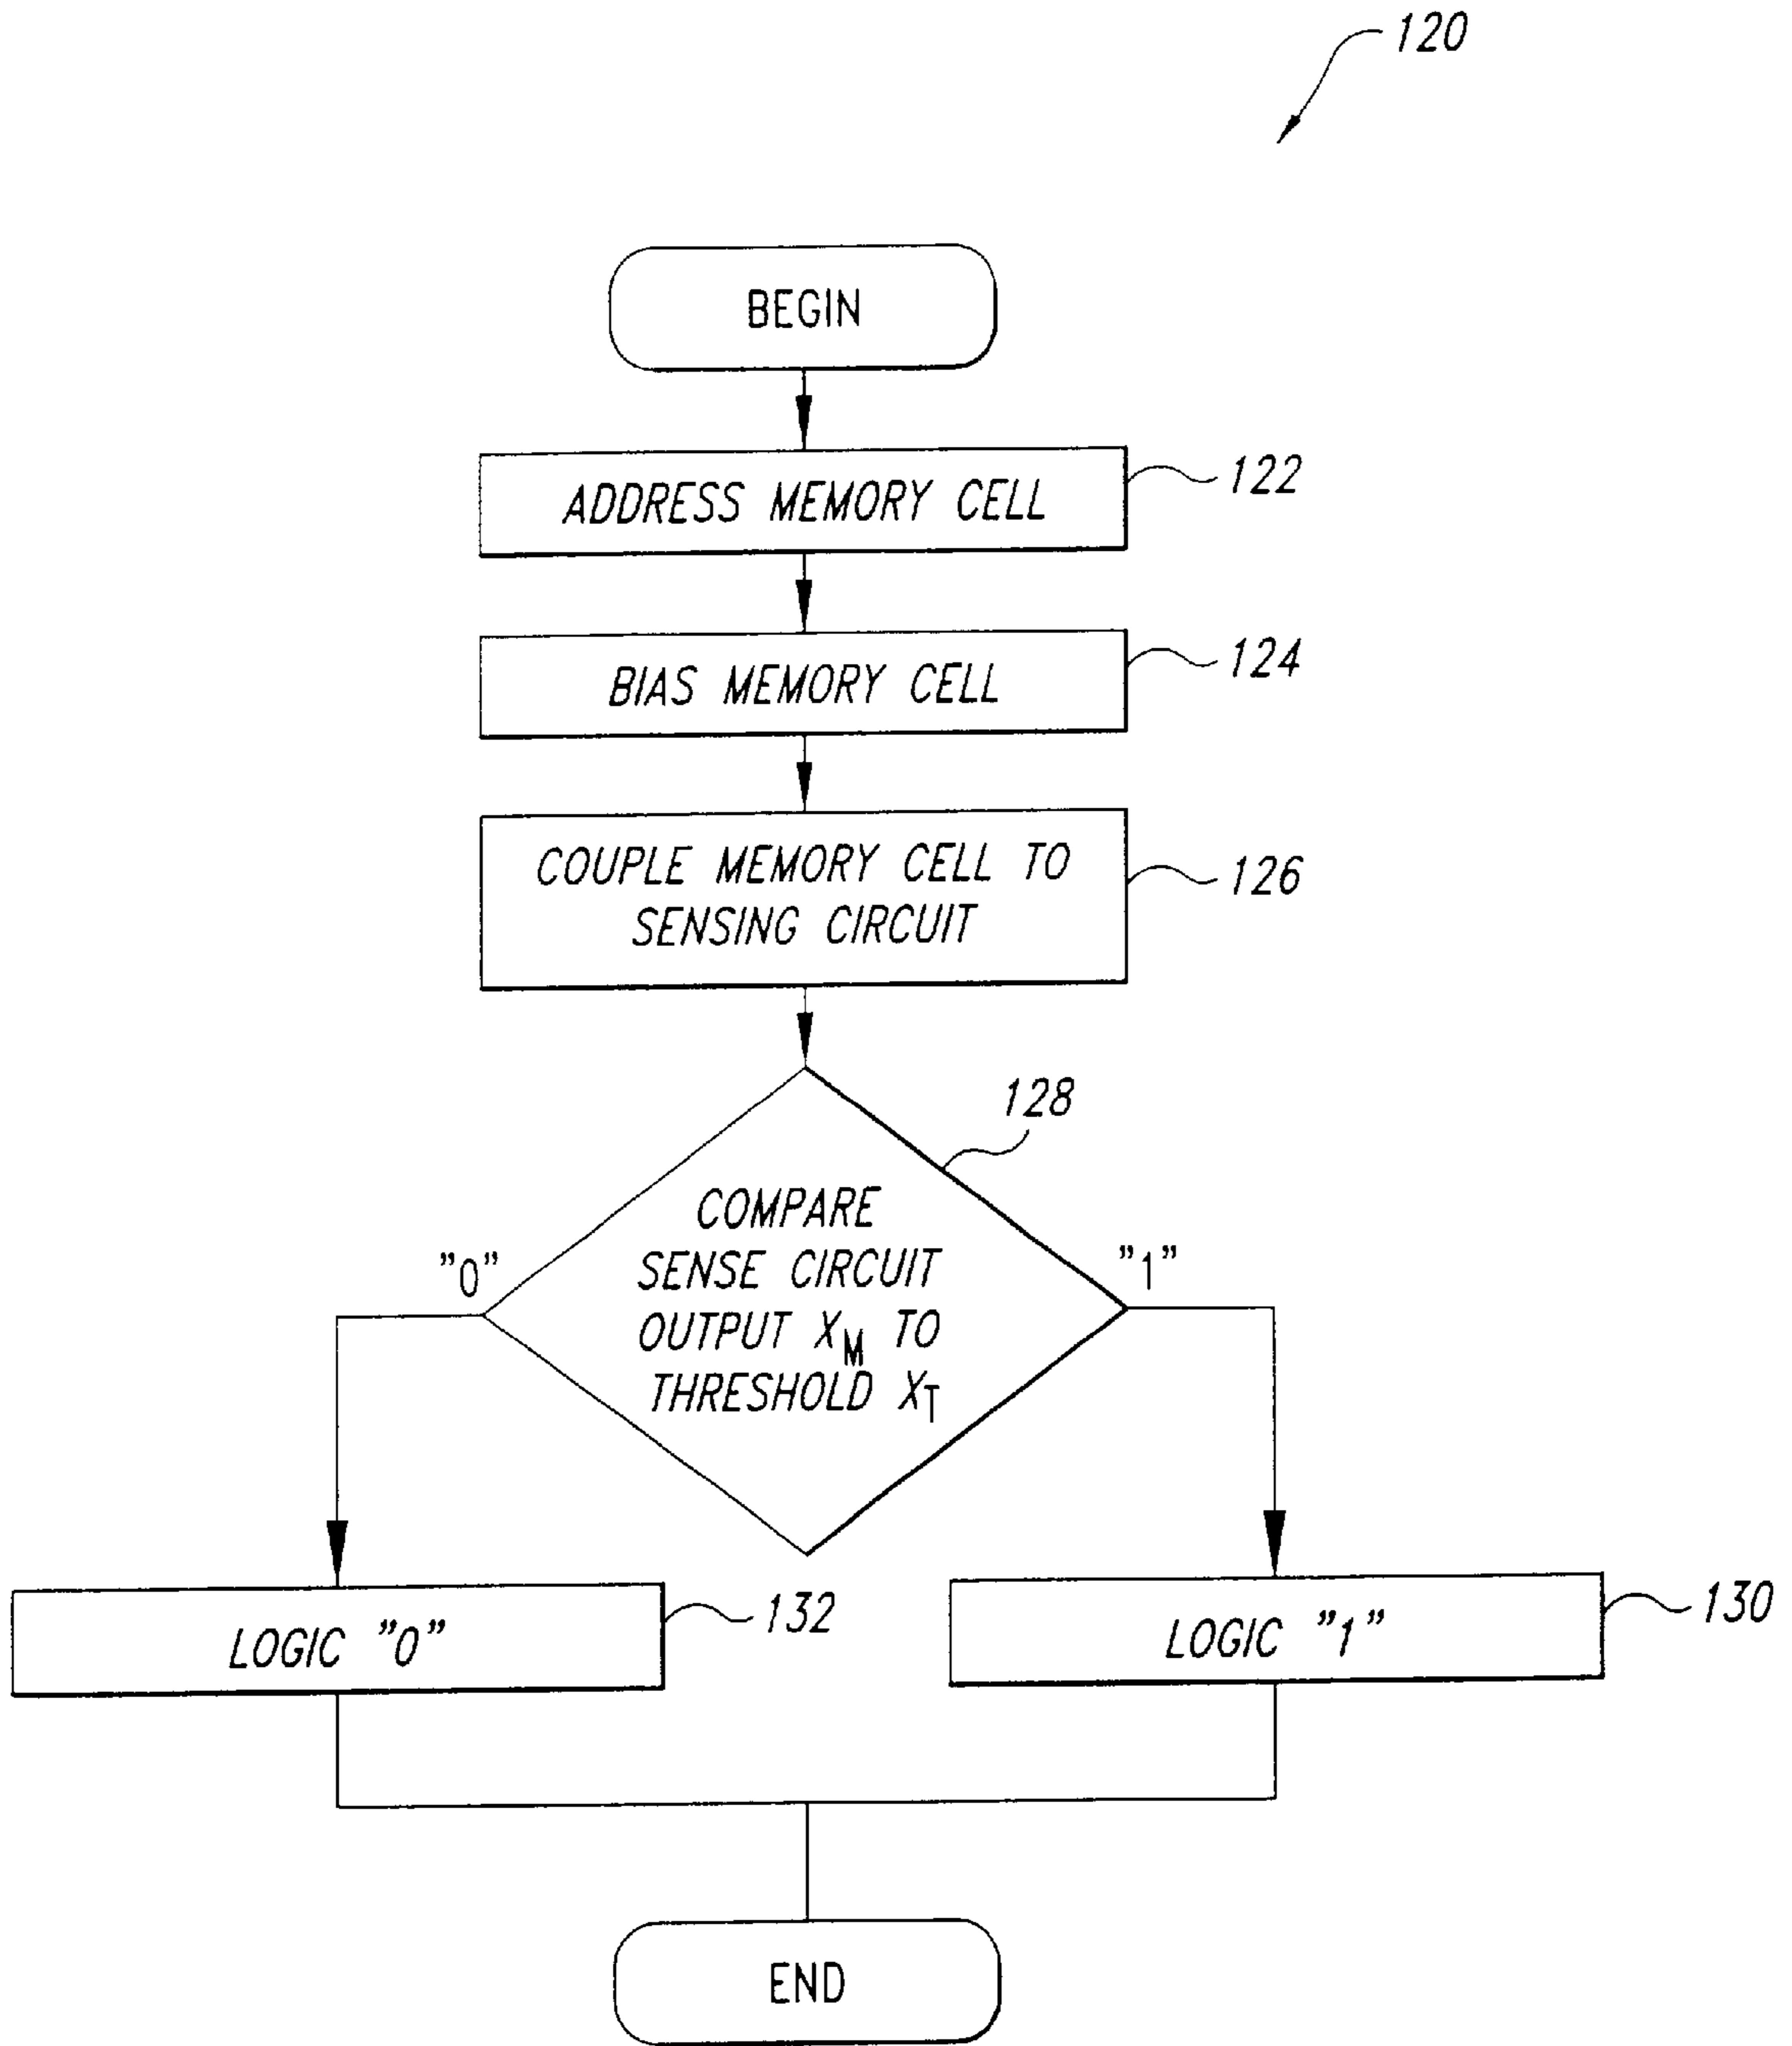 120
BEGIN
ADDRESS MEMORY CELL
122
BIAS MEMORY CELL
124
COUPLE MEMORY CELL TO
SENSING CIRCUIT
126
128
COMPARE
SENSE CIRCUIT
OUTPUT XM TO
THRESHOLD XT
"0"
"1"
LOGIC "0"
132
LOGIC "1"
130
END